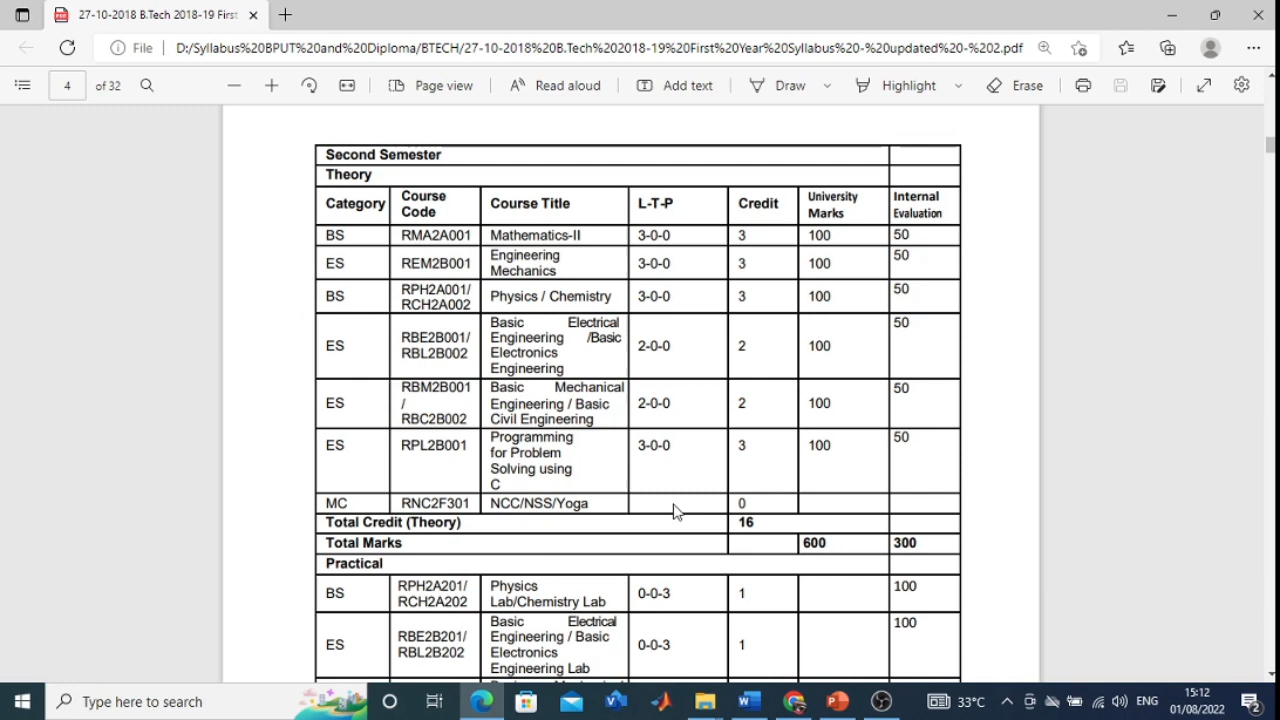 27-10-2018 B.Tech 2018-19 First
File D:/Syllabus%20BPUT%20and%20Diploma/BTECH/27-10-2018%20B.Tech%202018-19%20First%20Year%20Syllabus%20-%20updated%20-%202.pdf
4 of 32 Page view Read aloud Add text Draw Highlight Erase
Second Semester
Theory
Category Course Code Course Title L-T-P Credit University Marks Internal Evaluation
BS RMA2A001 Mathematics-II 3-0-0 3 100 50
ES REM2B001 Engineering Mechanics 3-0-0 3 100 50
BS RPH2A001/ RCH2A002 Physics / Chemistry 3-0-0 3 100 50
ES RBE2B001/ RBL2B002 Basic Electrical Engineering /Basic Electronics Engineering 2-0-0 2 100 50
ES RBM2B001 / RBC2B002 Basic Mechanical Engineering / Basic Civil Engineering 2-0-0 2 100 50
ES RPL2B001 Programming for Problem Solving using C 3-0-0 3 100 50
MC RNC2F301 NCC/NSS/Yoga 0
Total Credit (Theory) 16
Total Marks 600 300
Practical
BS RPH2A201/ RCH2A202 Physics Lab/Chemistry Lab 0-0-3 1 100
ES RBE2B201/ RBL2B202 Basic Electrical Engineering / Basic Electronics Engineering Lab 0-0-3 1 100
Type here to search 33°C ENG 15:12
01/08/2022 2